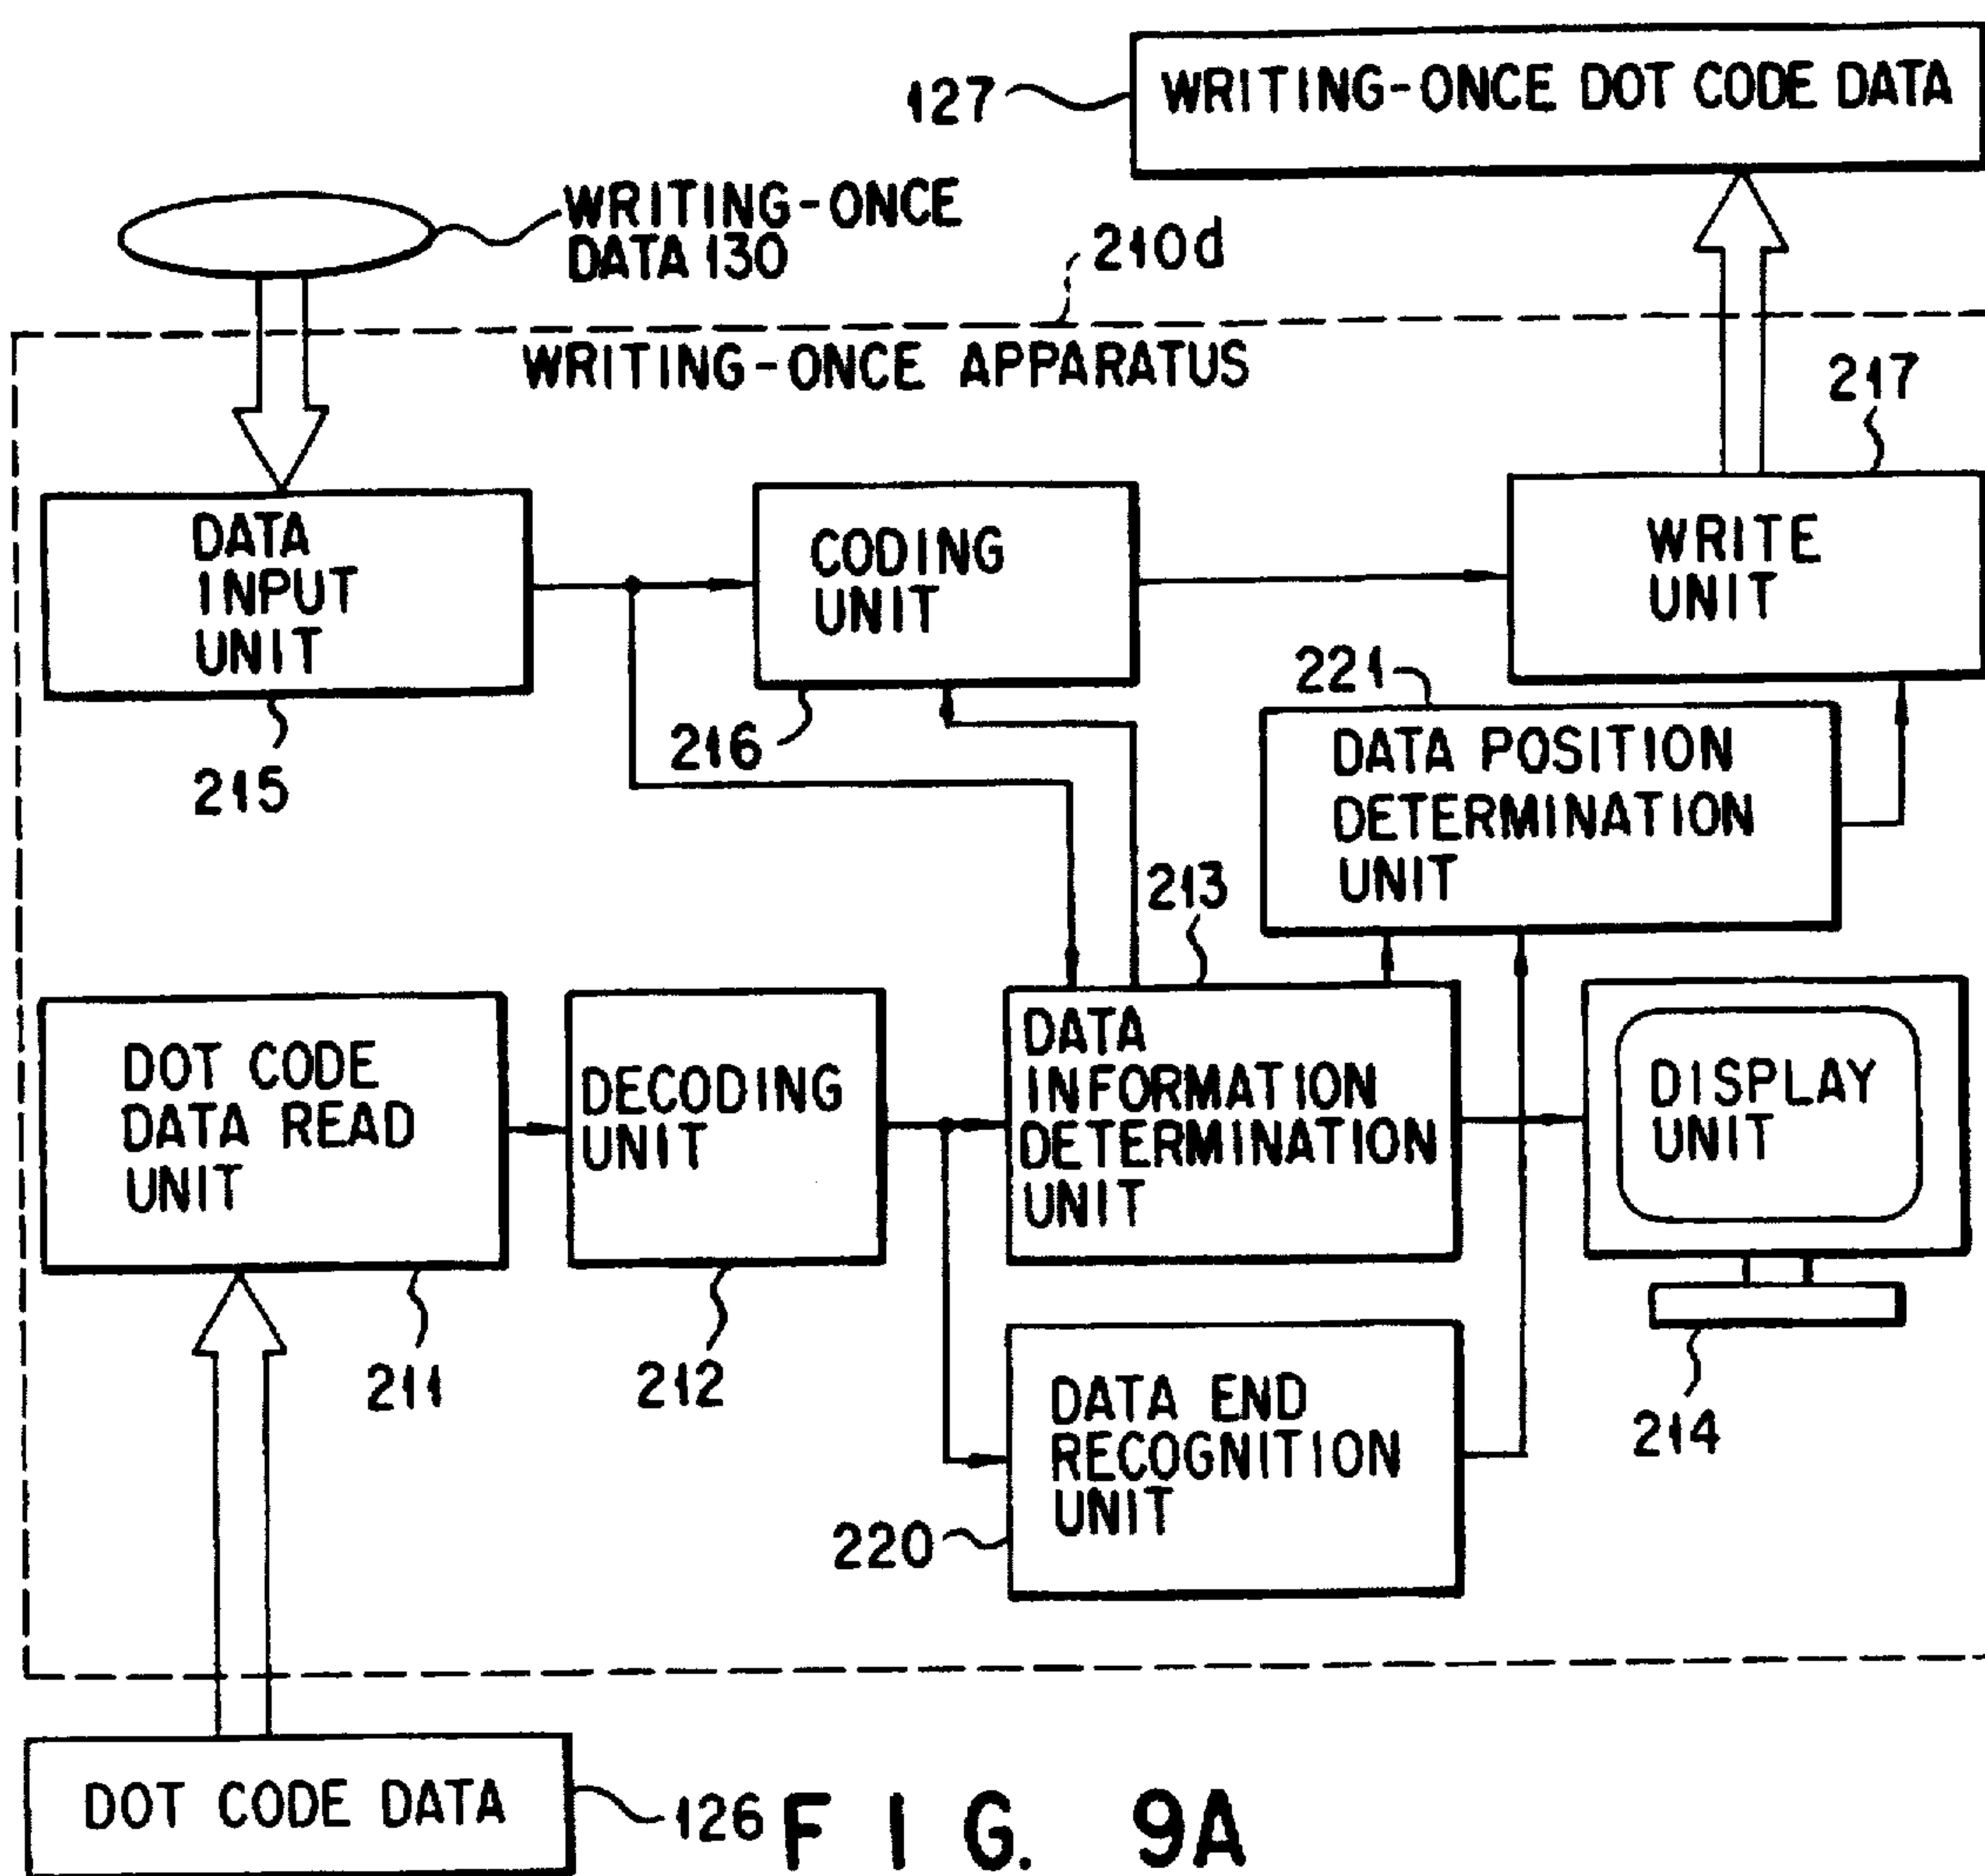 WRITING-ONCE DOT CODE DATA
127
WRITING-ONCE
DATA 130
210d
WRITING-ONCE APPARATUS
217
DATA
INPUT
UNIT
215
CODING
UNIT
216
WRITE
UNIT
221
DATA POSITION
DETERMINATION
UNIT
213
DOT CODE
DATA READ
UNIT
211
DECODING
UNIT
212
DATA
INFORMATION
DETERMINATION
UNIT
DISPLAY
UNIT
214
DATA END
RECOGNITION
UNIT
220
DOT CODE DATA
126
FIG. 9A